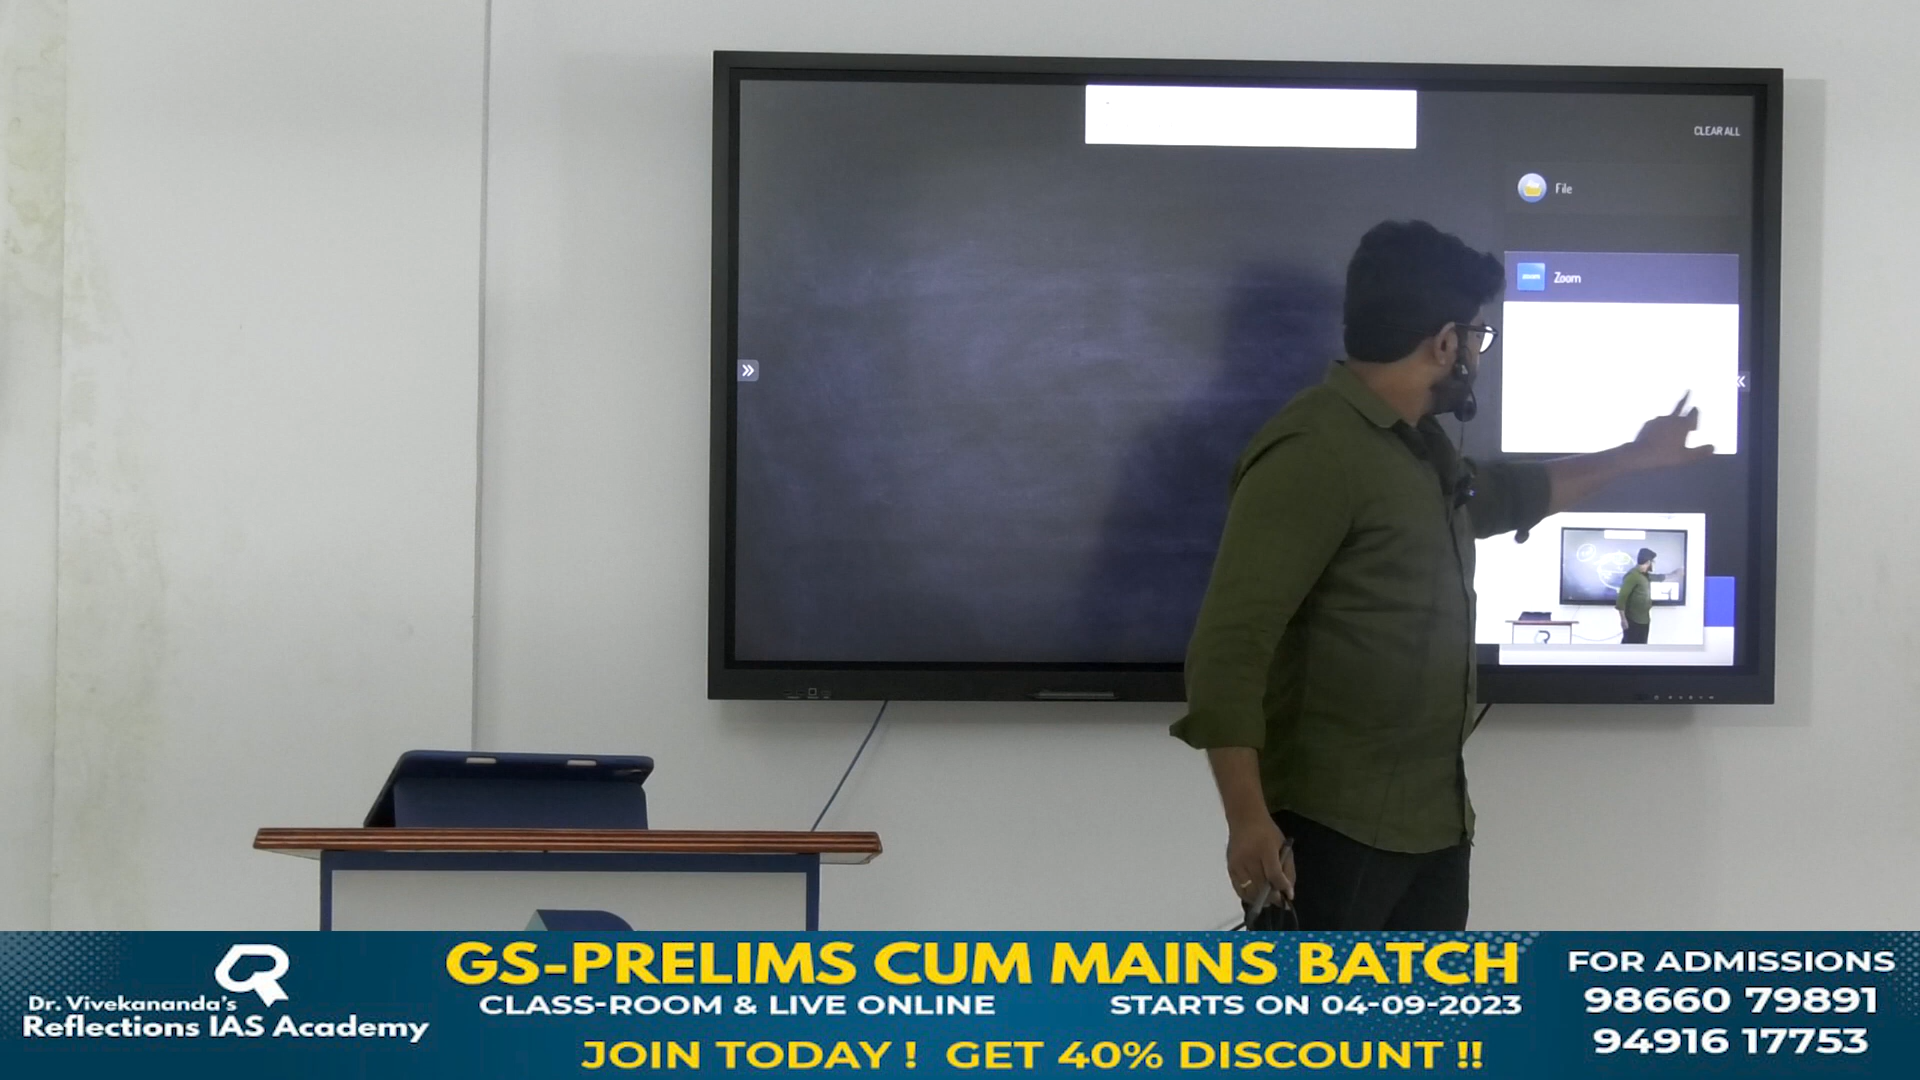 CLEAR ALL
File
zoom
Zoom
Dr. Vivekananda's
Reflections IAS Academy
GS-PRELIMS CUM MAINS BATCH
CLASS-ROOM & LIVE ONLINE
STARTS ON 04-09-2023
JOIN TODAY ! GET 40% DISCOUNT !!
FOR ADMISSIONS
98660 79891
94916 17753